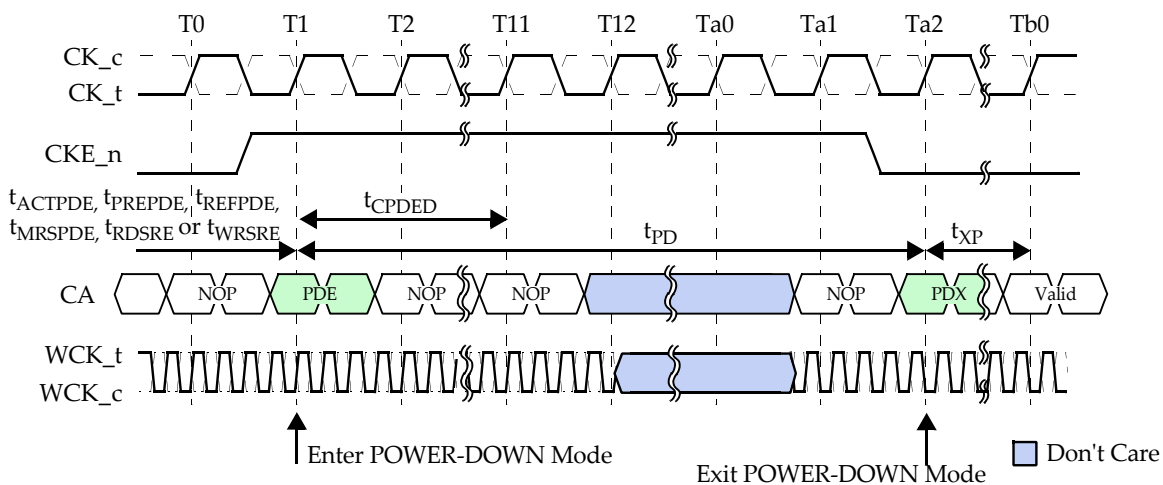 T0 T1 T2 T11 T12 Ta0 Ta1 Ta2 Tb0
CK_c
CK_t
CKE_n
tACTPDE, tPREPDE, tREFPDE,
tMRSPDE, tRDSRE or tWRSRE
tCPDED
tPD
tXP
CA NOP PDE NOP NOP NOP PDX Valid
WCK_t
WCK_c
Enter POWER-DOWN Mode
Exit POWER-DOWN Mode
Don't Care